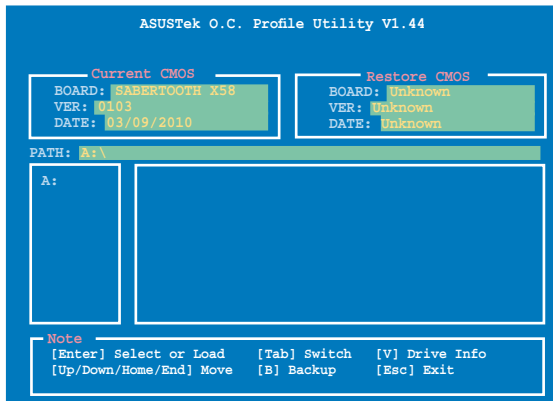 ASUSTek O.C. Profile Utility V1.44
Current CMOS
BOARD: SABERTOOTH X58
VER: 0103
DATE: 03/09/2010
Restore CMOS
BOARD: Unknown
VER: Unknown
DATE: Unknown
PATH: A:\
A:
Note
[Enter] Select or Load [Tab] Switch [V] Drive Info
[Up/Down/Home/End] Move [B] Backup [Esc] Exit